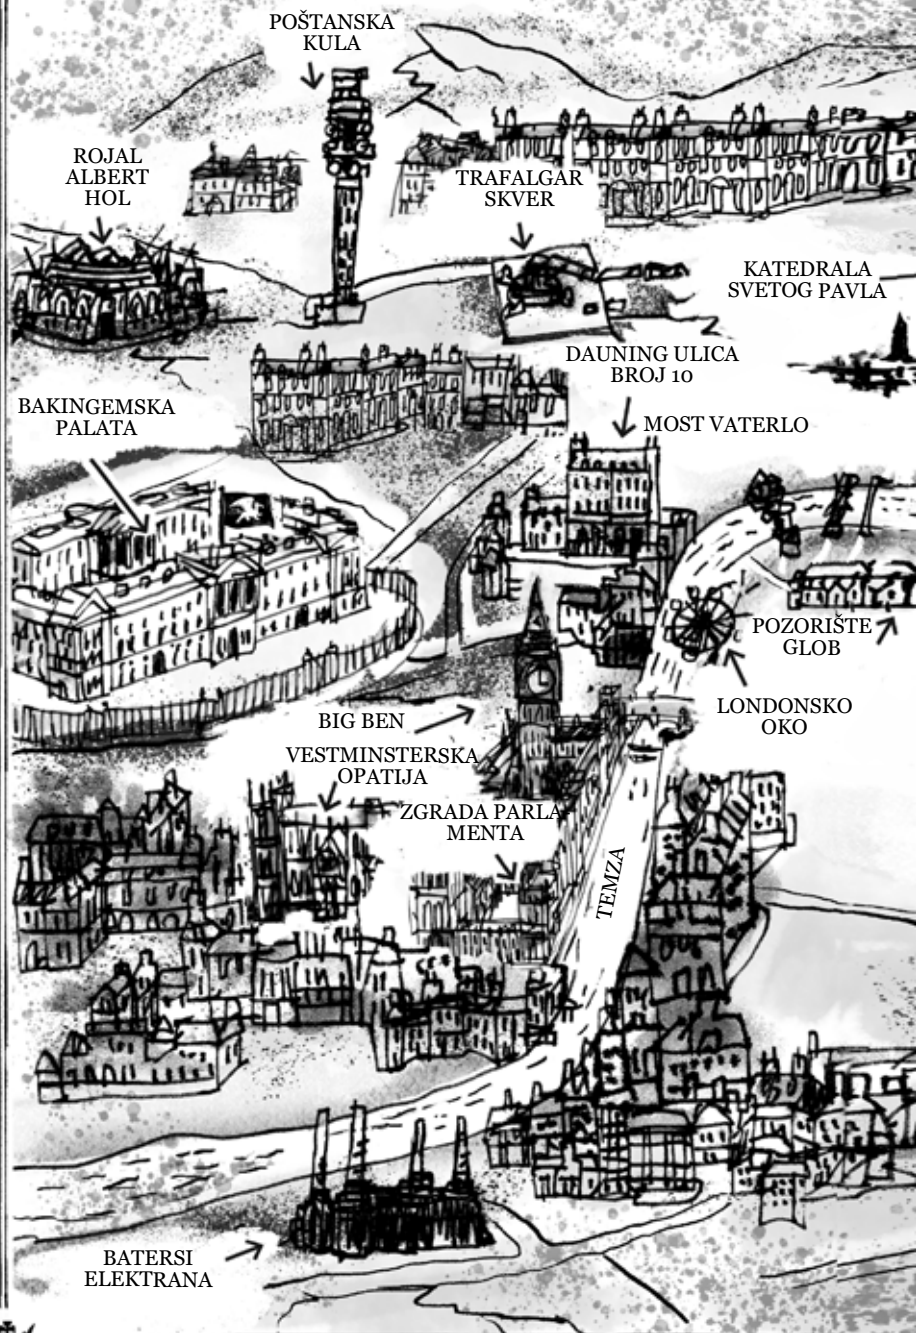 POŠTANSKA
KULA
ROJAL
ALBERT
HOL
TRAFALGAR
SKVER
KATEDRALA
SVETOG PAVLA
DAUNING ULICA
BROJ 10
BAKINGEMSKA
PALATA
MOST VATERLO
POZORIŠTE
GLOB
LONDONSKO
OKO
BIG BEN
VESTMINSTERSKA
OPATIJA
ZGRADA PARLA-
MENTA
TEMZA
BATERSI
ELEKTRANA